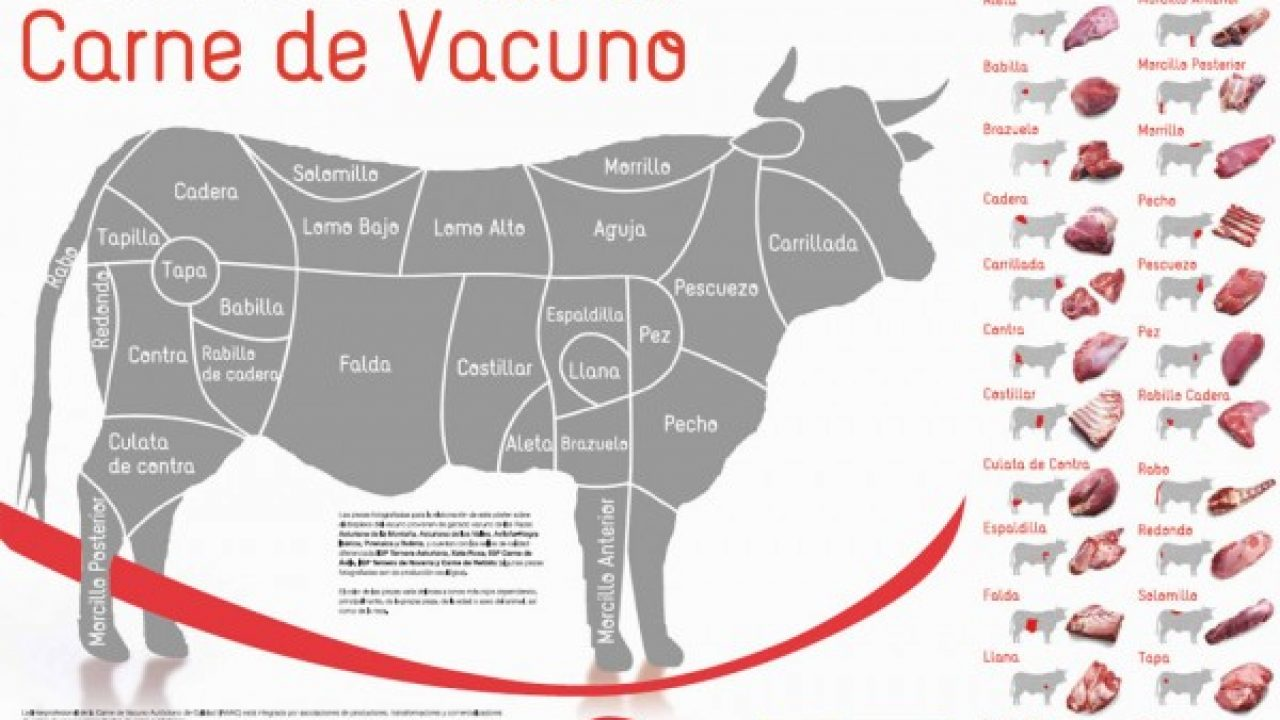 Carne de Vacuno
Cadera
Solomillo
Morrillo
Tapilla
Lomo Bajo
Lomo Alto
Aguja
Carrillada
Rabo
Tapa
Redondo
Babilla
Espaldilla
Pez
Pescuezo
Contra
Rabillo
de cadera
Falda
Costillar
Llana
Culata
de contra
Aleta
Brazuelo
Pecho
Morcillo Posterior
Morcillo Anterior
Aleta
Morcillo Anterior
Babilla
Morcillo Posterior
Brazuelo
Morrillo
Cadera
Pecho
Carrillada
Pescuezo
Contra
Pez
Costillar
Rabillo Cadera
Culata de Contra
Rabo
Espaldilla
Redondo
Falda
Solomillo
Llana
Tapa